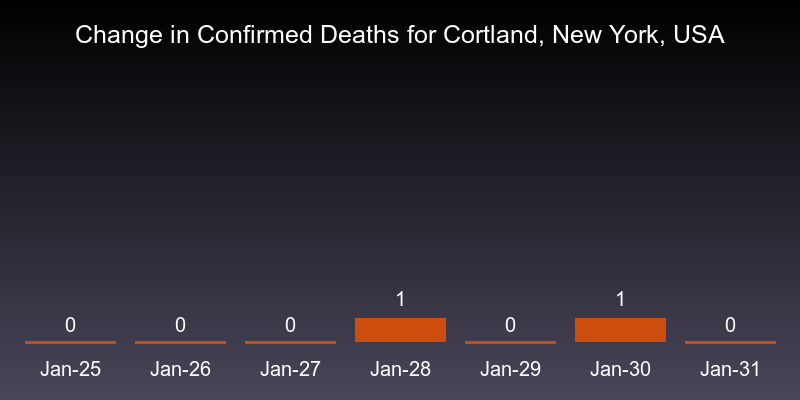 Change in Confirmed Deaths for Cortland, New York, USA
0 0 0 1 0 1 0
Jan-25 Jan-26 Jan-27 Jan-28 Jan-29 Jan-30 Jan-31